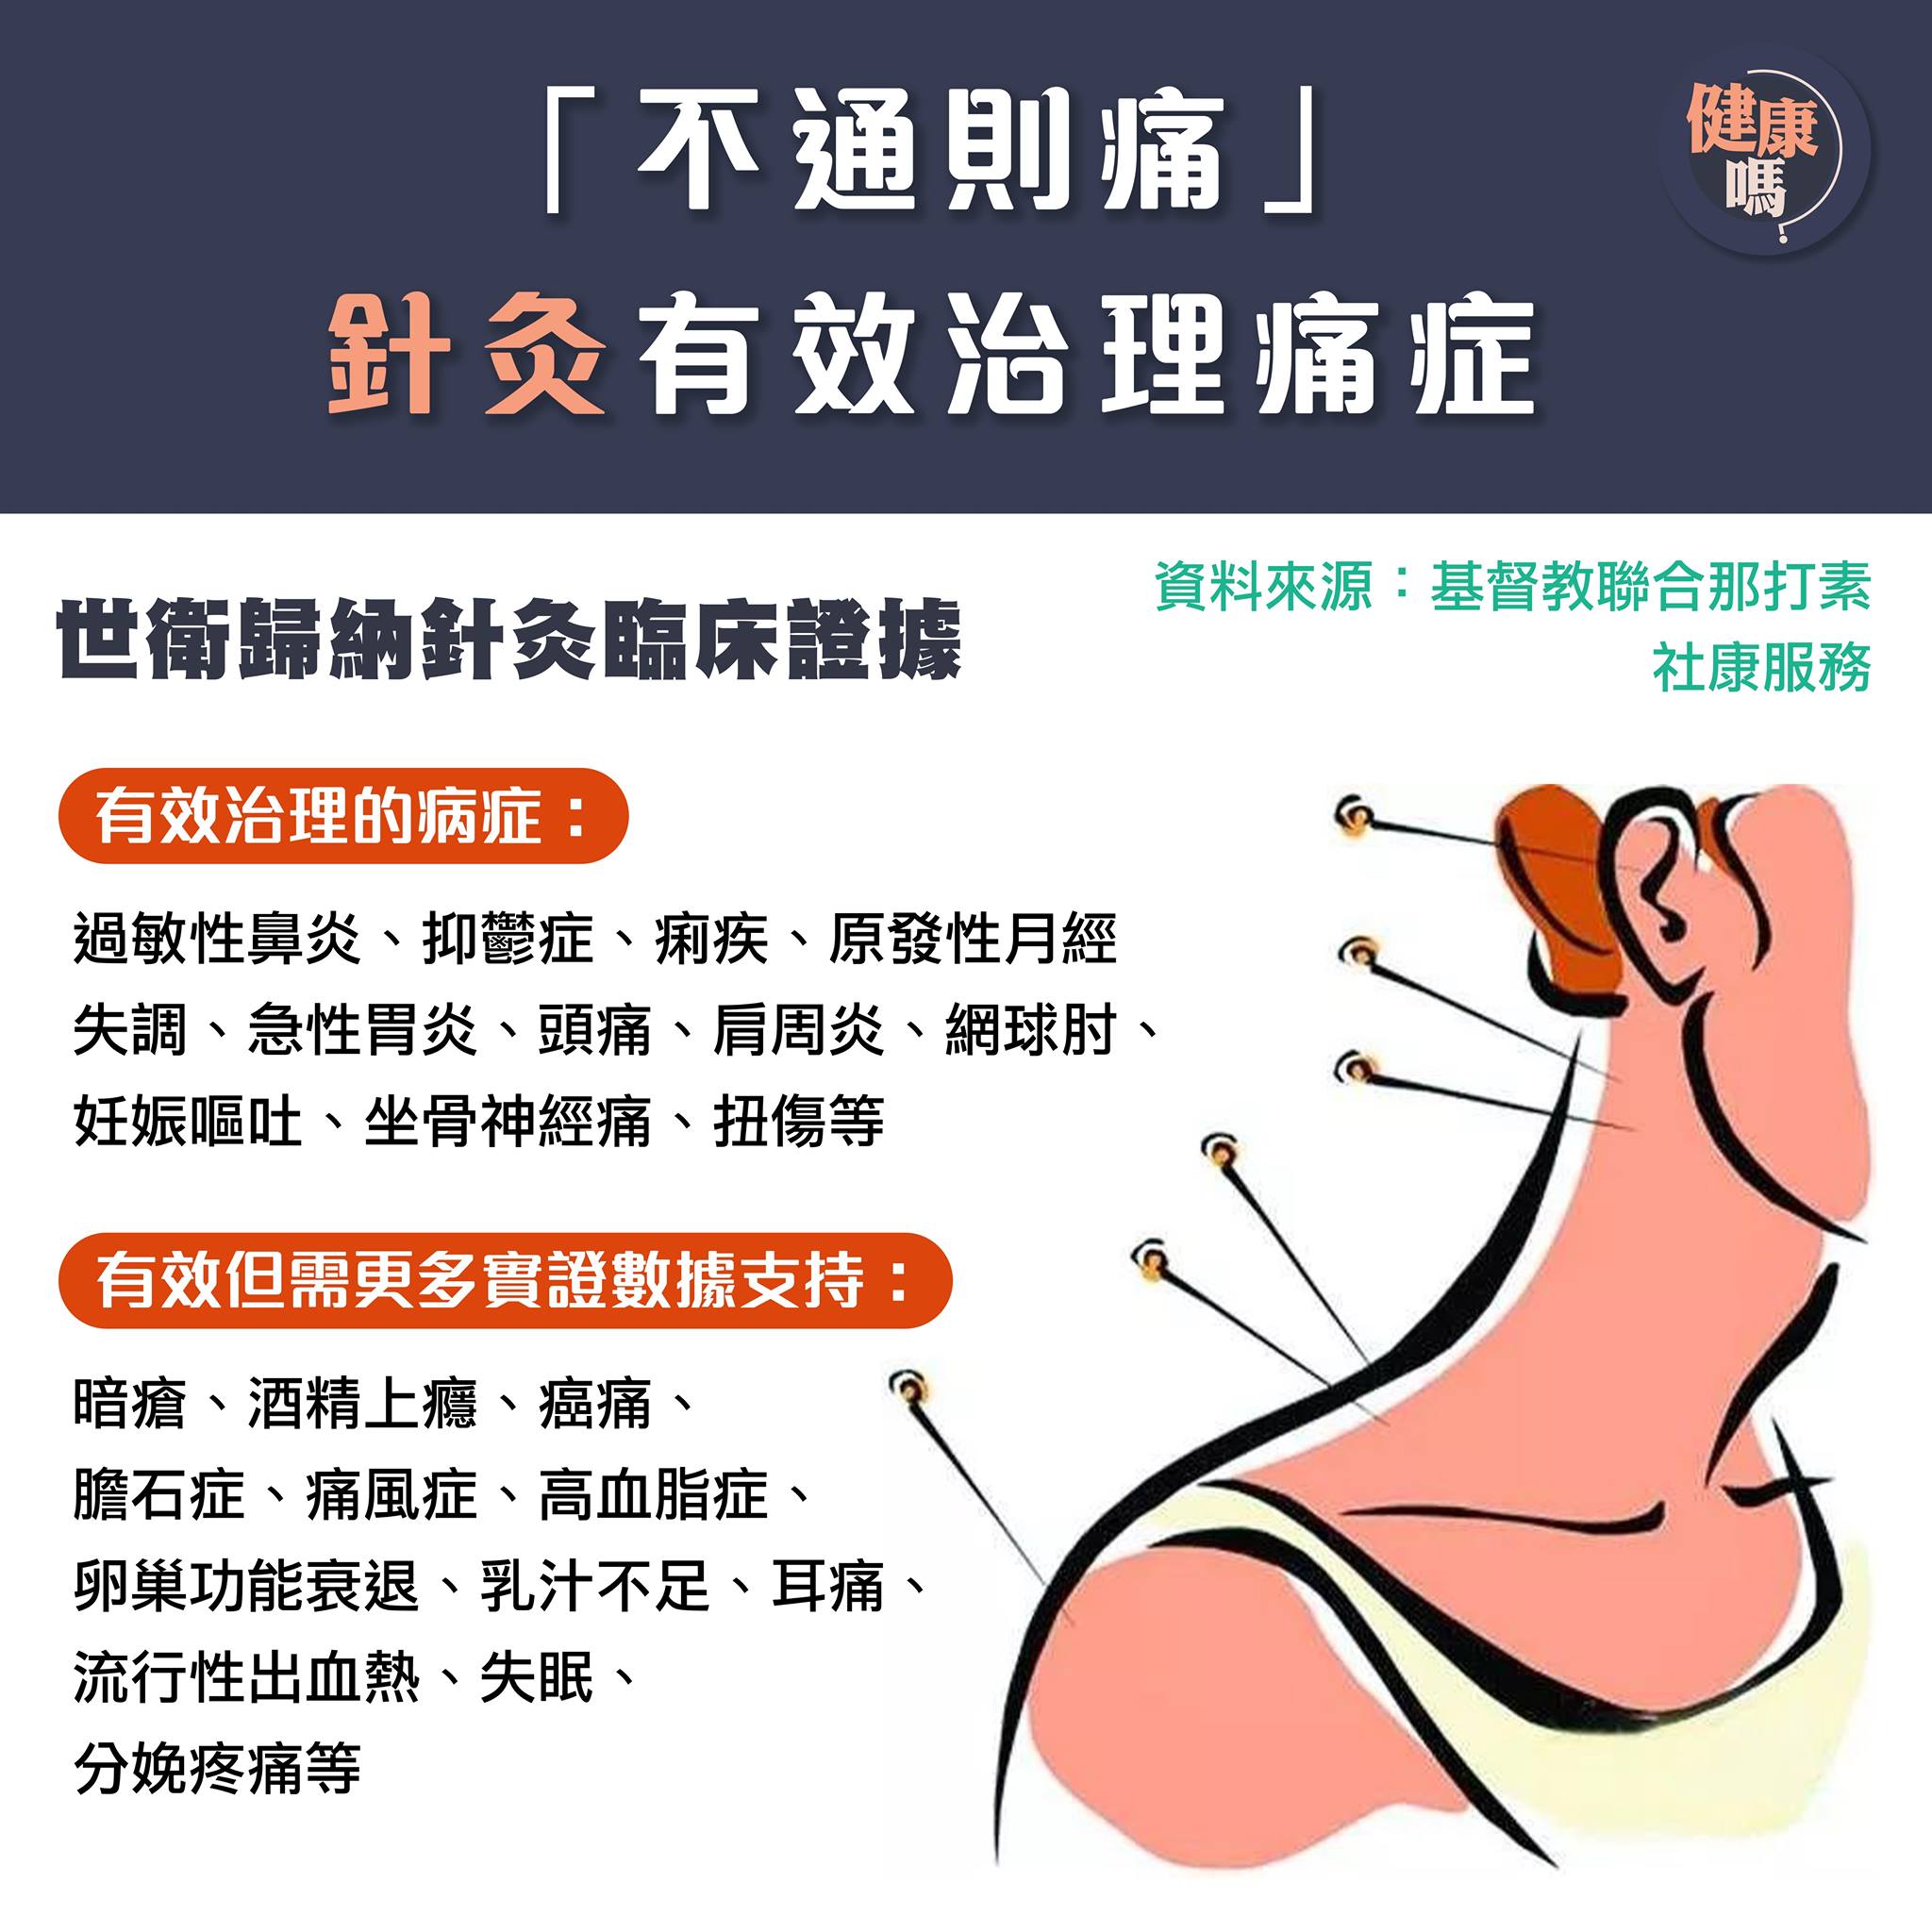 「不通則痛」
健康
嗎?
針灸有效治理痛症
世衛歸納針灸臨床證據
資料來源：基督教聯合那打素
社康服務
有效治理的病症：
過敏性鼻炎、抑鬱症、痢疾、原發性月經
失調、急性胃炎、頭痛、肩周炎、網球肘、
妊娠嘔吐、坐骨神經痛、扭傷等
有效但需更多實證數據支持：
暗瘡、酒精上癮、癌痛、
膽石症、痛風症、高血脂症、
卵巢功能衰退、乳汁不足、耳痛、
流行性出血熱、失眠、
分娩疼痛等